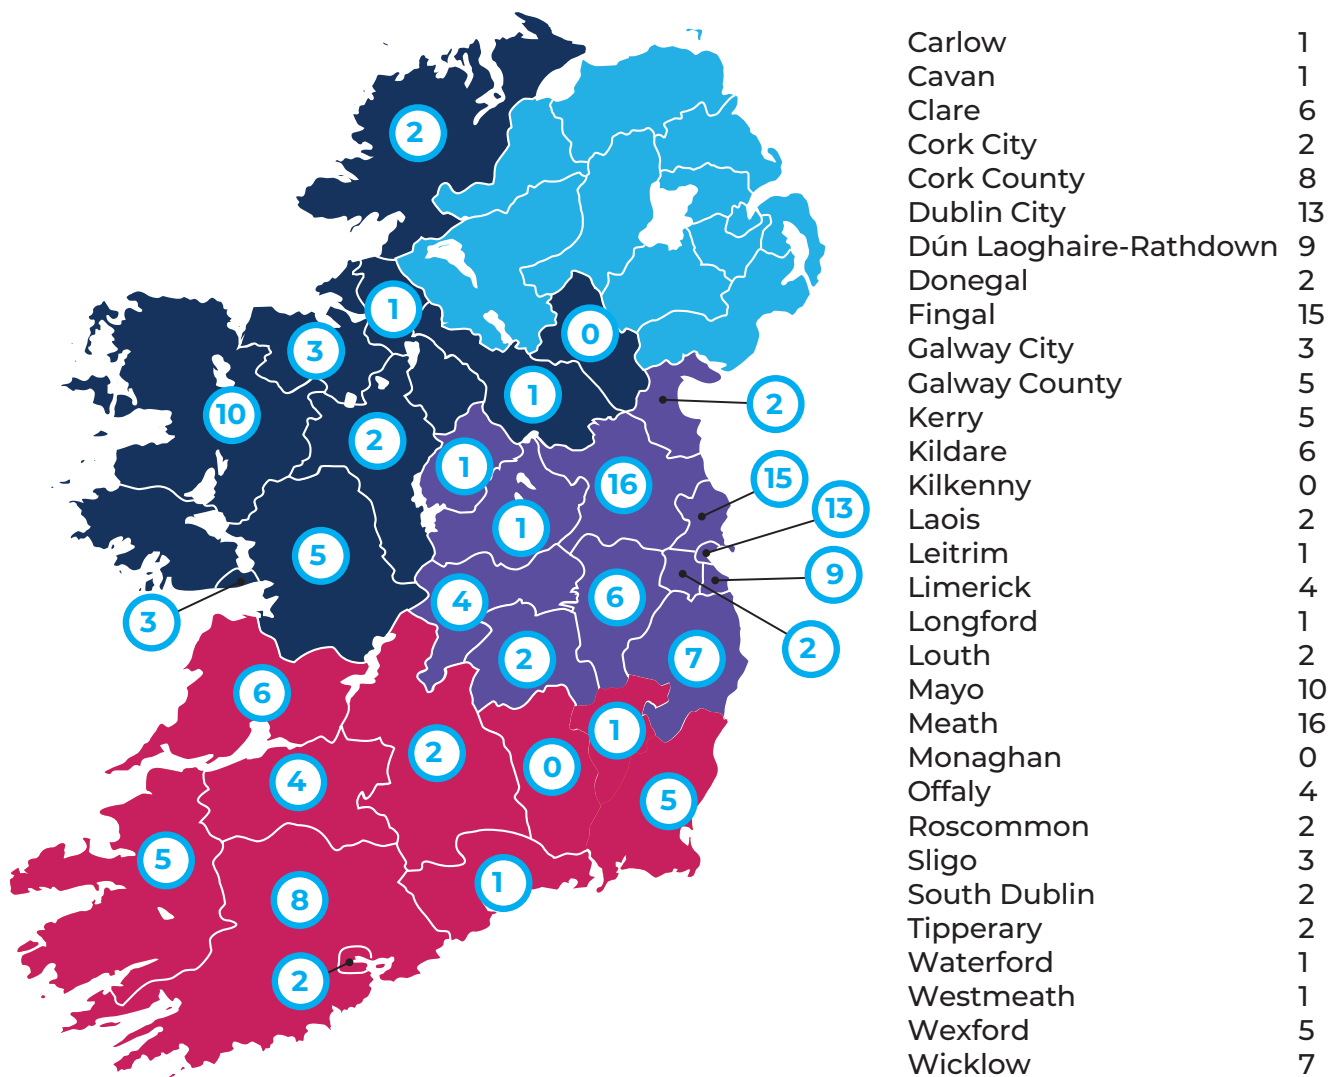 2
1
0
3
1
10
2
2
1
16
15
13
1
5
9
6
4
3
2
2
7
6
1
2
0
4
5
5
1
8
2
Carlow 1
Cavan 1
Clare 6
Cork City 2
Cork County 8
Dublin City 13
Dún Laoghaire-Rathdown 9
Donegal 2
Fingal 15
Galway City 3
Galway County 5
Kerry 5
Kildare 6
Kilkenny 0
Laois 2
Leitrim 1
Limerick 4
Longford 1
Louth 2
Mayo 10
Meath 16
Monaghan 0
Offaly 4
Roscommon 2
Sligo 3
South Dublin 2
Tipperary 2
Waterford 1
Westmeath 1
Wexford 5
Wicklow 7